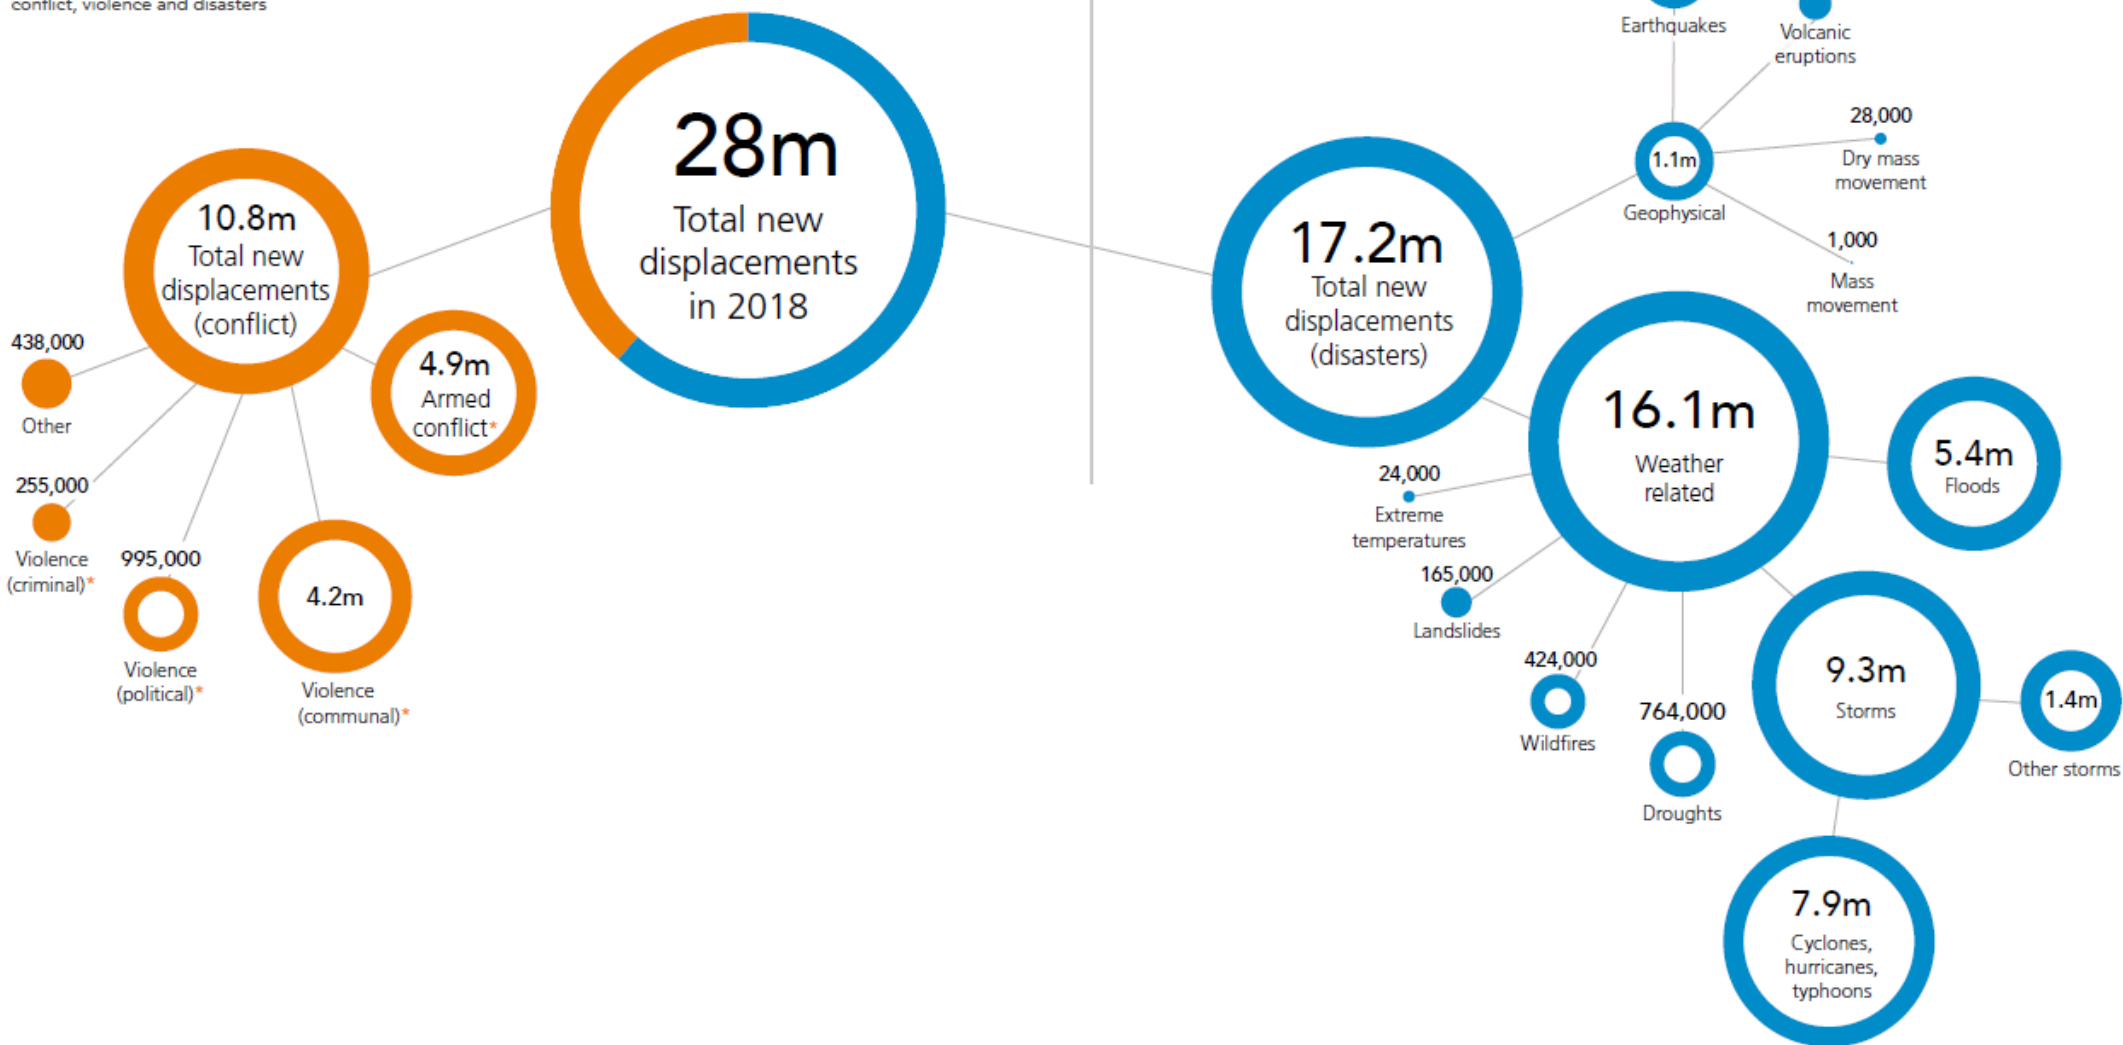 conflict, violence and disasters
28m
Total new
displacements
in 2018
10.8m
Total new
displacements
(conflict)
438,000
Other
255,000
Violence
(criminal)*
995,000
Violence
(political)*
4.2m
Violence
(communal)*
4.9m
Armed
conflict*
17.2m
Total new
displacements
(disasters)
Earthquakes
Volcanic
eruptions
28,000
Dry mass
movement
1.1m
Geophysical
1,000
Mass
movement
16.1m
Weather
related
5.4m
Floods
24,000
Extreme
temperatures
165,000
Landslides
424,000
Wildfires
764,000
Droughts
9.3m
Storms
1.4m
Other storms
7.9m
Cyclones,
hurricanes,
typhoons